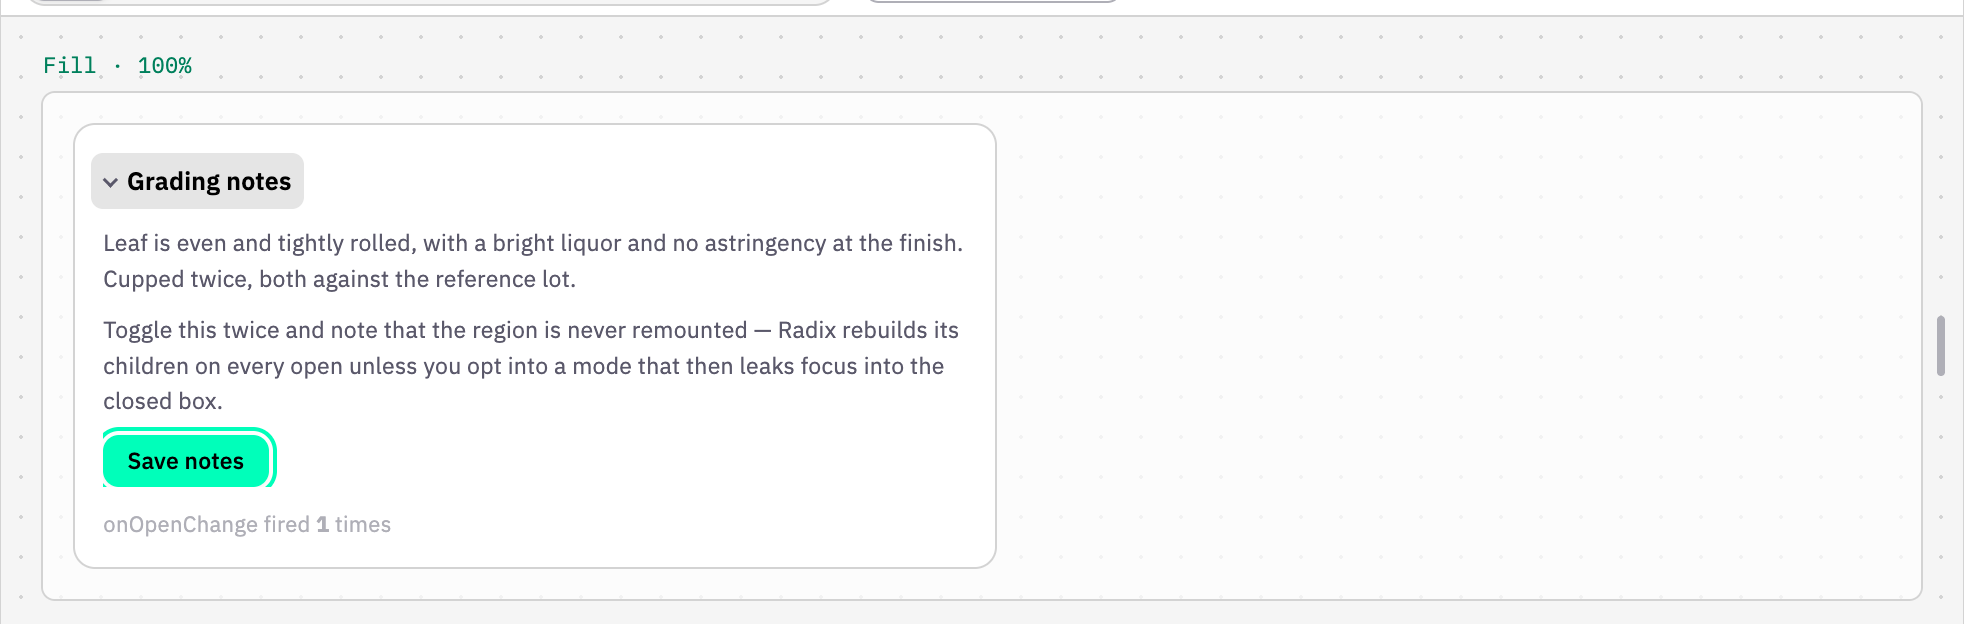 Fill · 100%
Grading notes
Leaf is even and tightly rolled, with a bright liquor and no astringency at the finish.
Cupped twice, both against the reference lot.
Toggle this twice and note that the region is never remounted — Radix rebuilds its
children on every open unless you opt into a mode that then leaks focus into the
closed box.
Save notes
onOpenChange fired 1 times